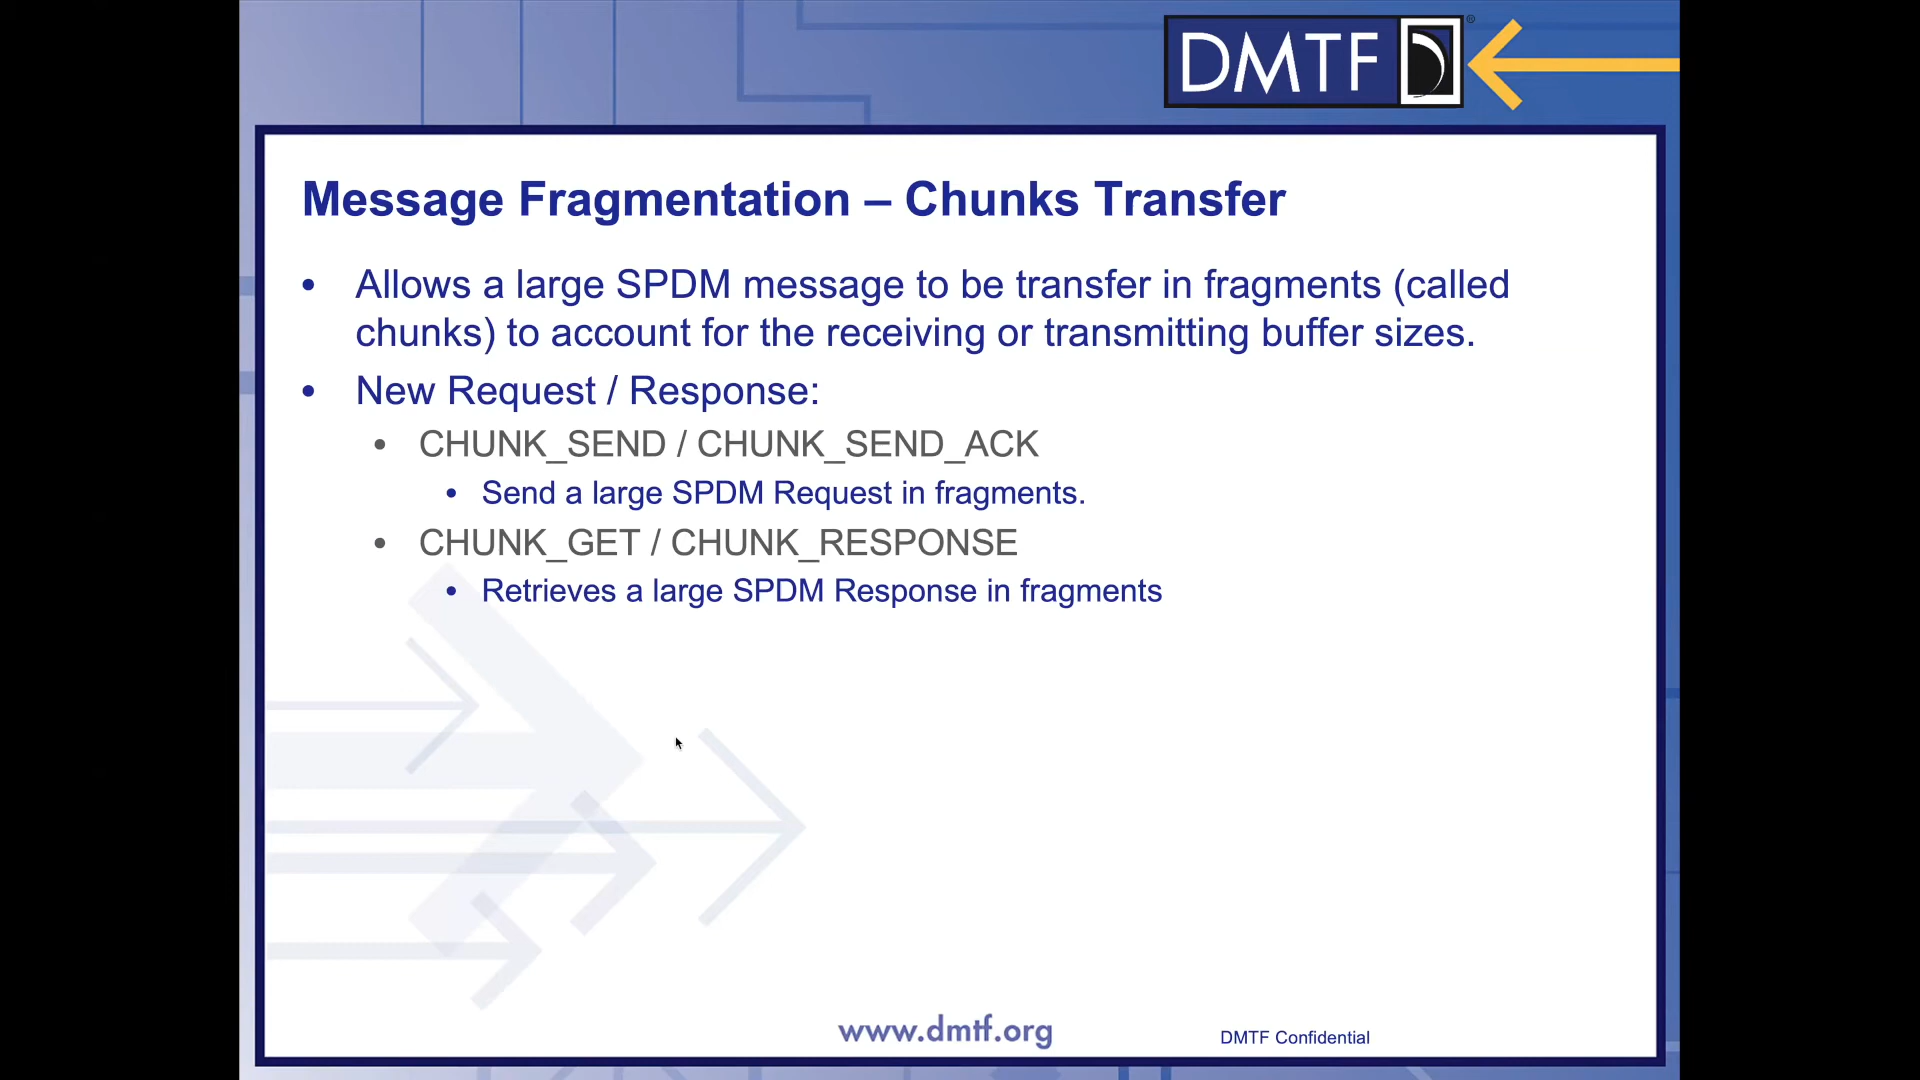 DMTF ®
Message Fragmentation – Chunks Transfer
• Allows a large SPDM message to be transfer in fragments (called
chunks) to account for the receiving or transmitting buffer sizes.
• New Request / Response:
• CHUNK_SEND / CHUNK_SEND_ACK
• Send a large SPDM Request in fragments.
• CHUNK_GET / CHUNK_RESPONSE
• Retrieves a large SPDM Response in fragments
www.dmtf.org
DMTF Confidential